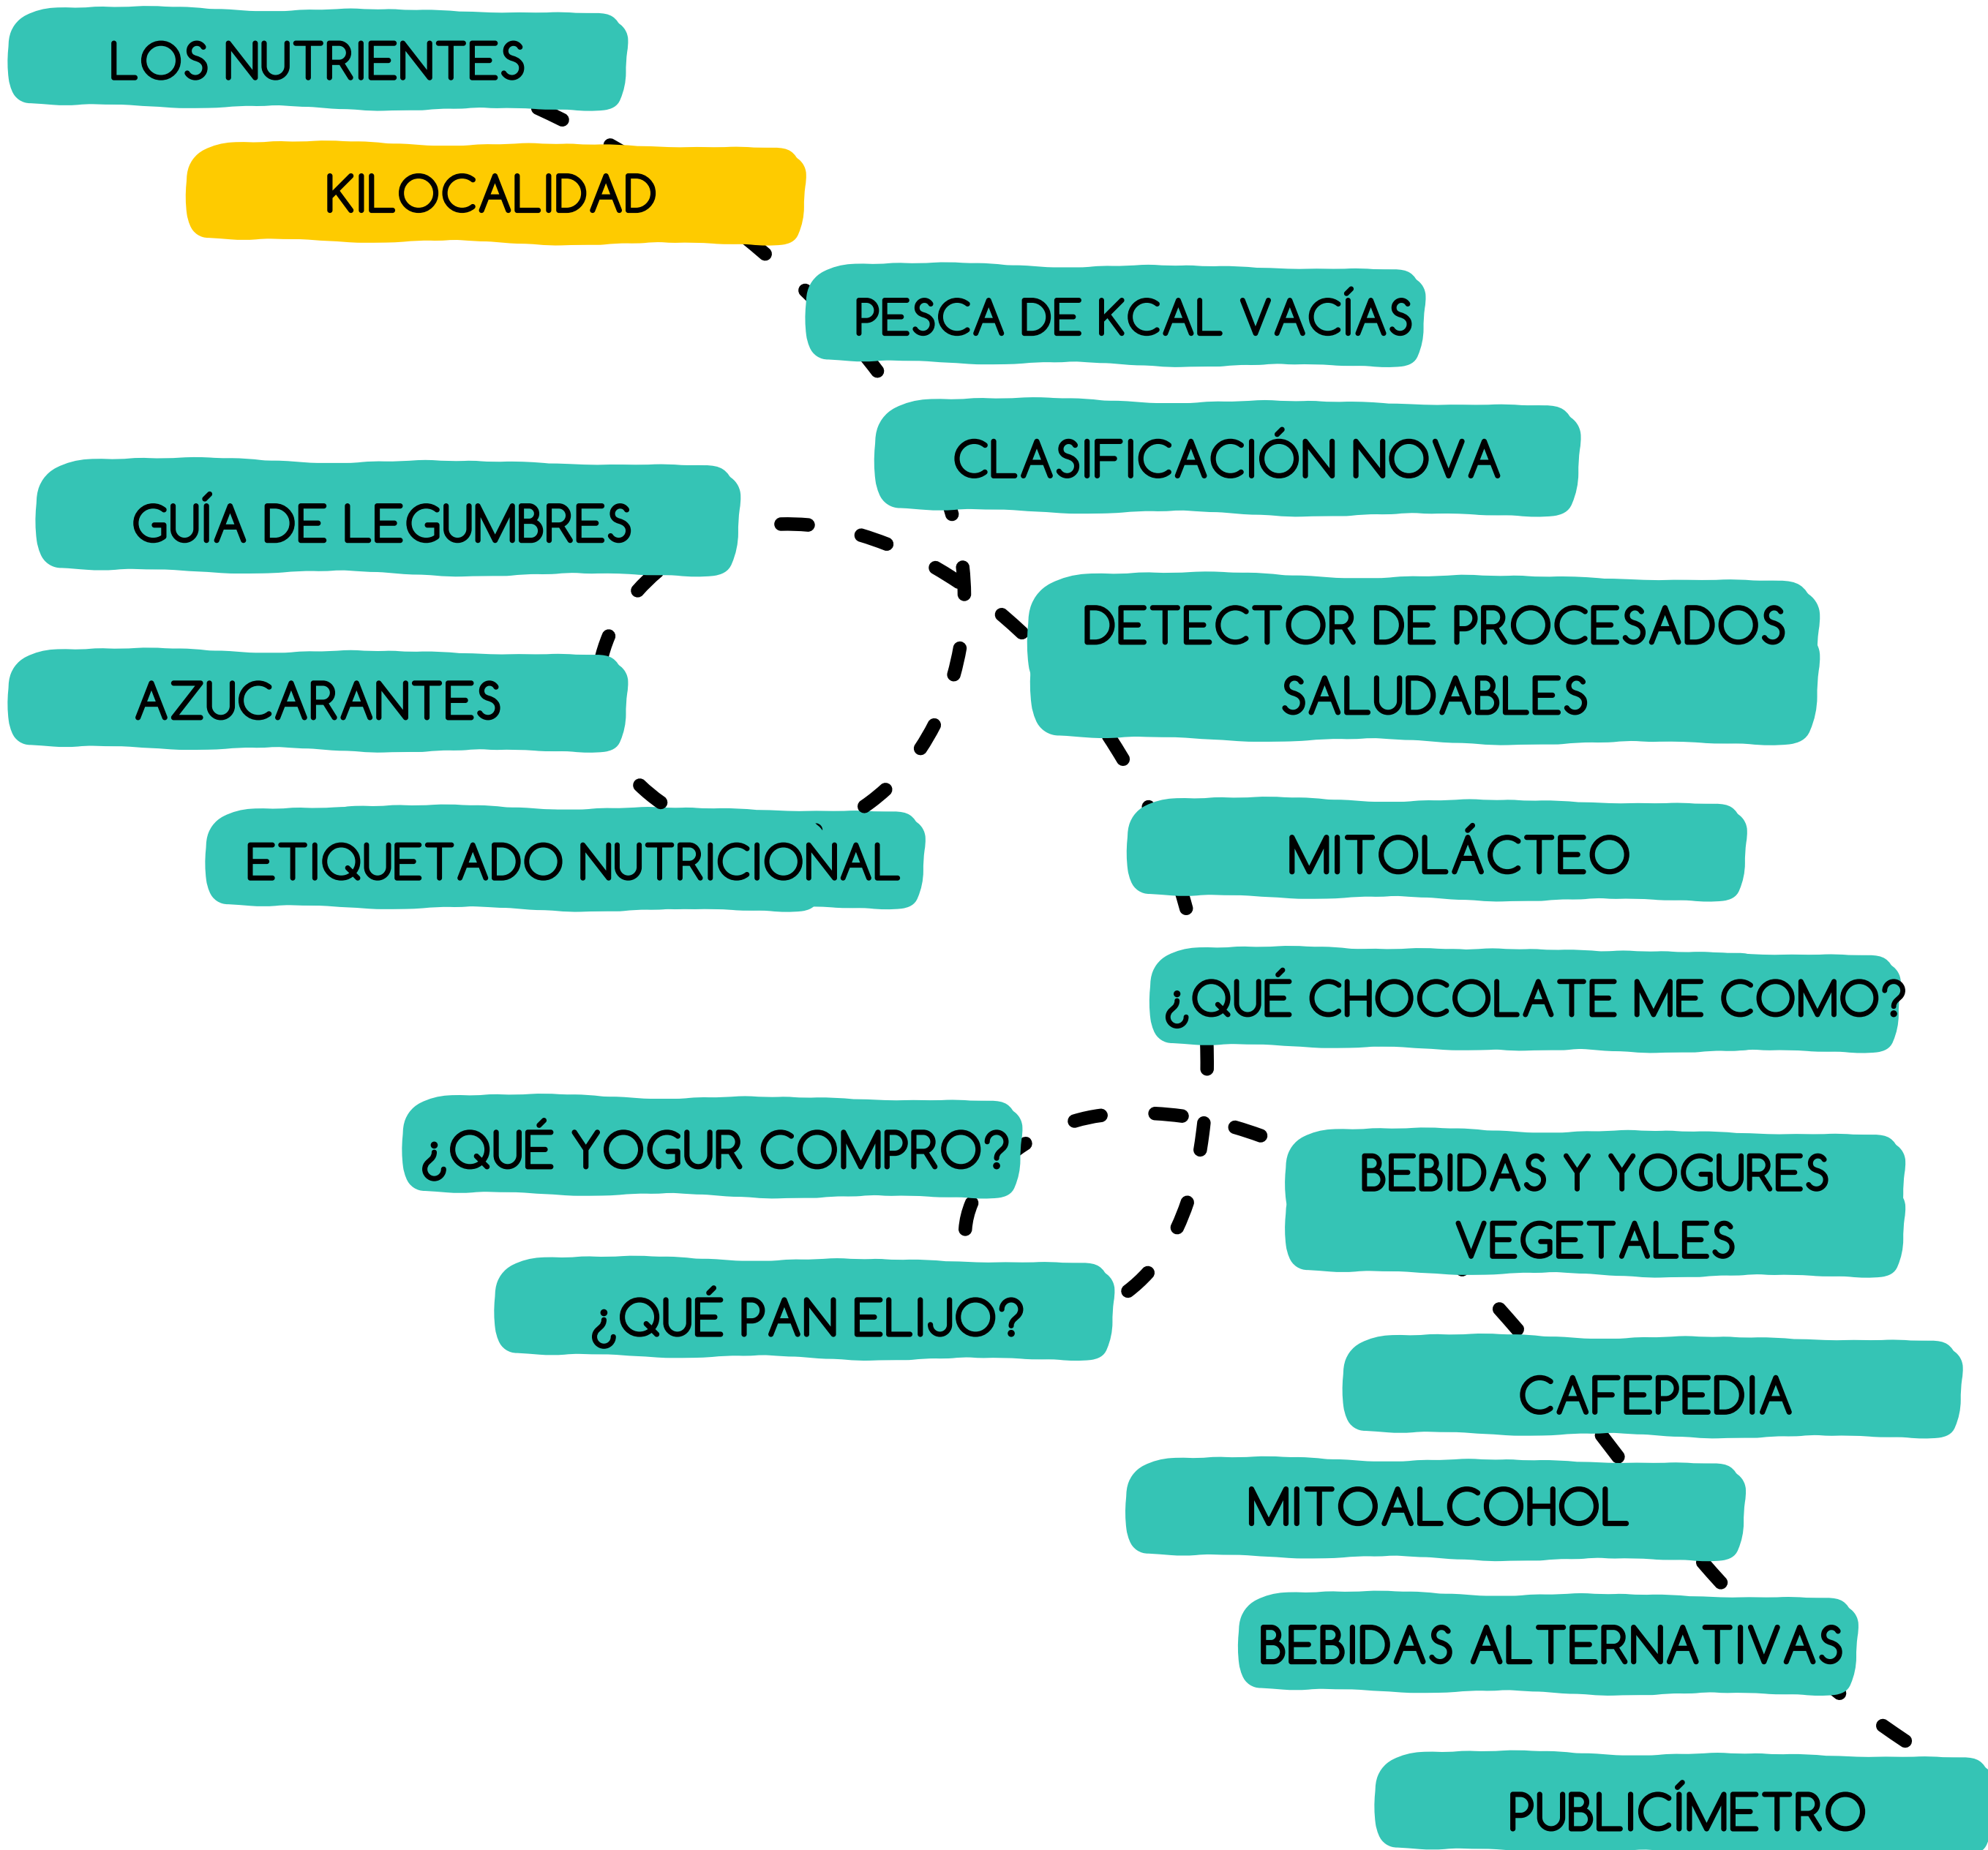 LOS NUTRIENTES
KILOCALIDAD
PESCA DE KCAL VACÍAS
CLASIFICACIÓN NOVA
GUÍA DE LEGUMBRES
DETECTOR DE PROCESADOS
SALUDABLES
AZUCARANTES
ETIQUETADO NUTRICIONAL
MITOLÁCTEO
¿QUÉ CHOCOLATE ME COMO?
¿QUÉ YOGUR COMPRO?
BEBIDAS Y YOGURES
VEGETALES
¿QUÉ PAN ELIJO?
CAFEPEDIA
MITOALCOHOL
BEBIDAS ALTERNATIVAS
PUBLICÍMETRO